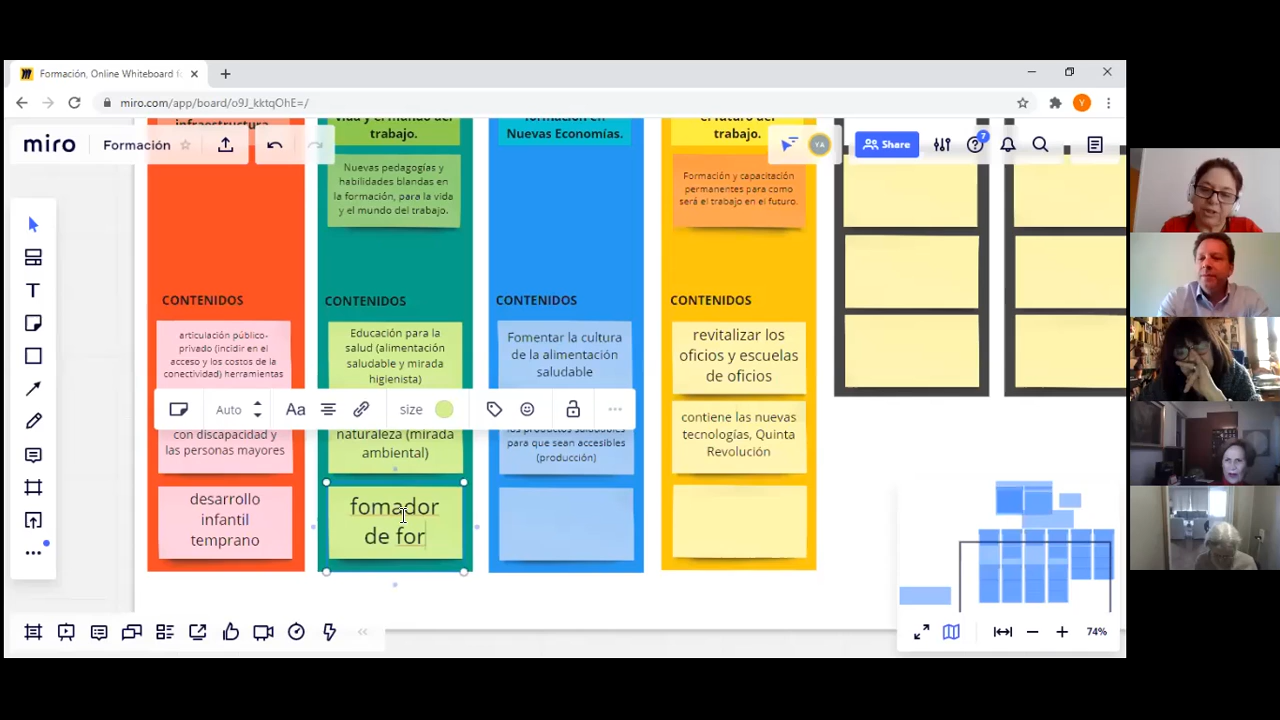 Formación, Online Whiteboard fo
miro.com/app/board/o9J_kktqOhE=/
Y
miro
Formación
YA
Share
7
infraestructura
vida y el mundo del
trabajo.
Nuevas pedagogías y
habilidades blandas en
la formación, para la vida
y el mundo del trabajo.
formación en
Nuevas Economías.
el futuro del
trabajo.
Formación y capacitación
permanentes para como
será el trabajo en el futuro.
CONTENIDOS
articulación público-
privado (incidir en el
acceso y los costos de la
conectividad) herramientas
con discapacidad y
las personas mayores
desarrollo
infantil
temprano
CONTENIDOS
Educación para la
salud (alimentación
saludable y mirada
higienista)
naturaleza (mirada
ambiental)
fomador
de for
CONTENIDOS
Fomentar la cultura
de la alimentación
saludable
los productos saludables
para que sean accesibles
(producción)
CONTENIDOS
revitalizar los
oficios y escuelas
de oficios
contiene las nuevas
tecnologías, Quinta
Revolución
Auto
Aa
size
74%